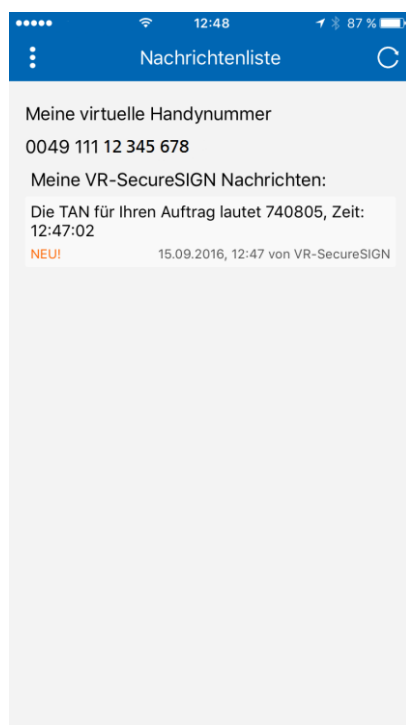 12:48
87 %
Nachrichtenliste
Meine virtuelle Handynummer
0049 111 12 345 678
Meine VR-SecureSIGN Nachrichten:
Die TAN für Ihren Auftrag lautet 740805, Zeit:
12:47:02
NEU!
15.09.2016, 12:47 von VR-SecureSIGN